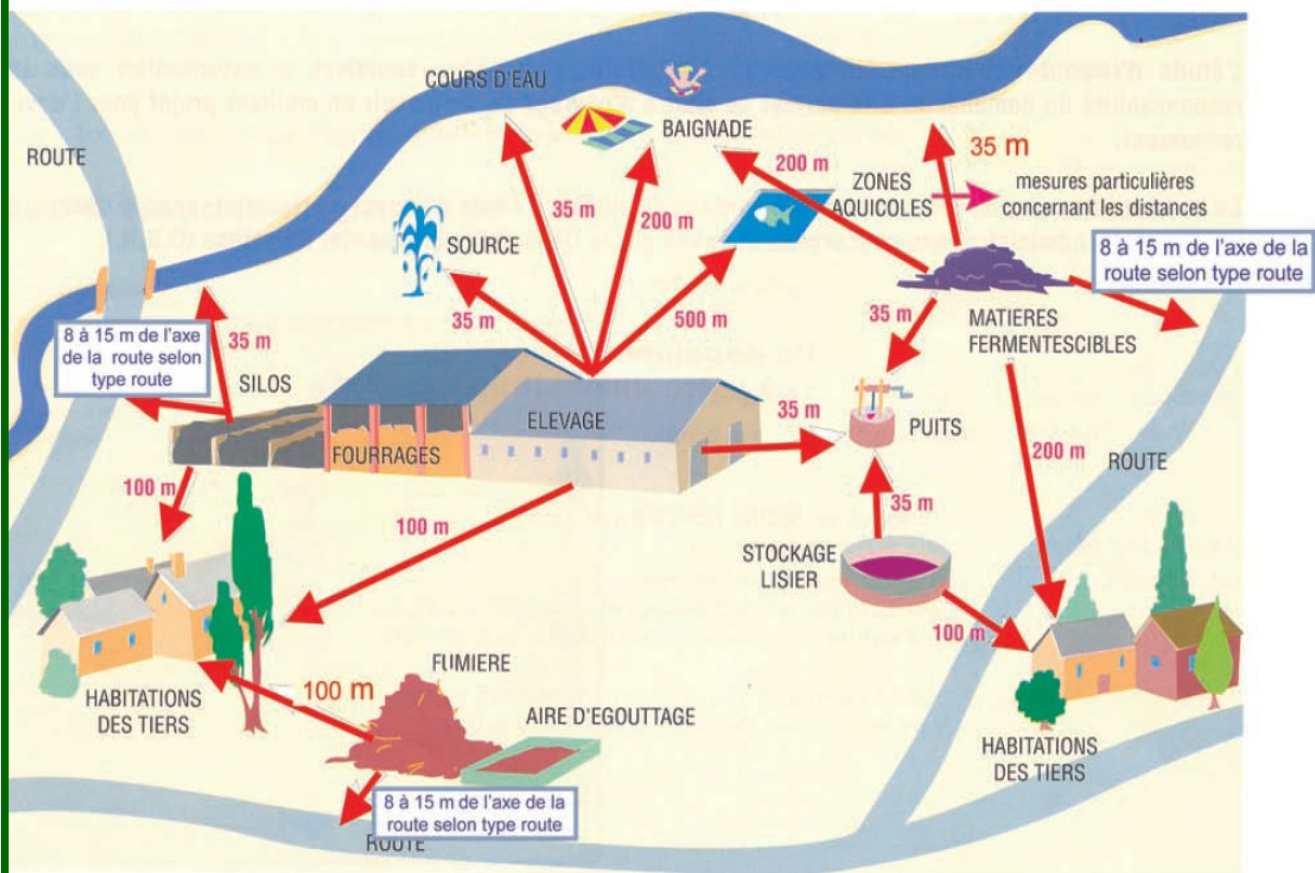 COURS D'EAU
BAIGNADE
ROUTE
200 m
35 m
ZONES
AQUICOLES
mesures particulières
concernant les distances
35 m
200 m
SOURCE
8 à 15 m de l'axe de la
route selon type route
35 m
500 m
35 m
MATIERES
FERMENTESCIBLES
8 à 15 m de l'axe
de la route selon
type route
35 m
SILOS
ELEVAGE
35 m
PUITS
FOURRAGES
200 m
ROUTE
100 m
100 m
35 m
STOCKAGE
LISIER
100 m
FUMIERE
100 m
HABITATIONS
DES TIERS
AIRE D'EGOUTTAGE
HABITATIONS
DES TIERS
8 à 15 m de l'axe de la
route selon type route
ROUTE